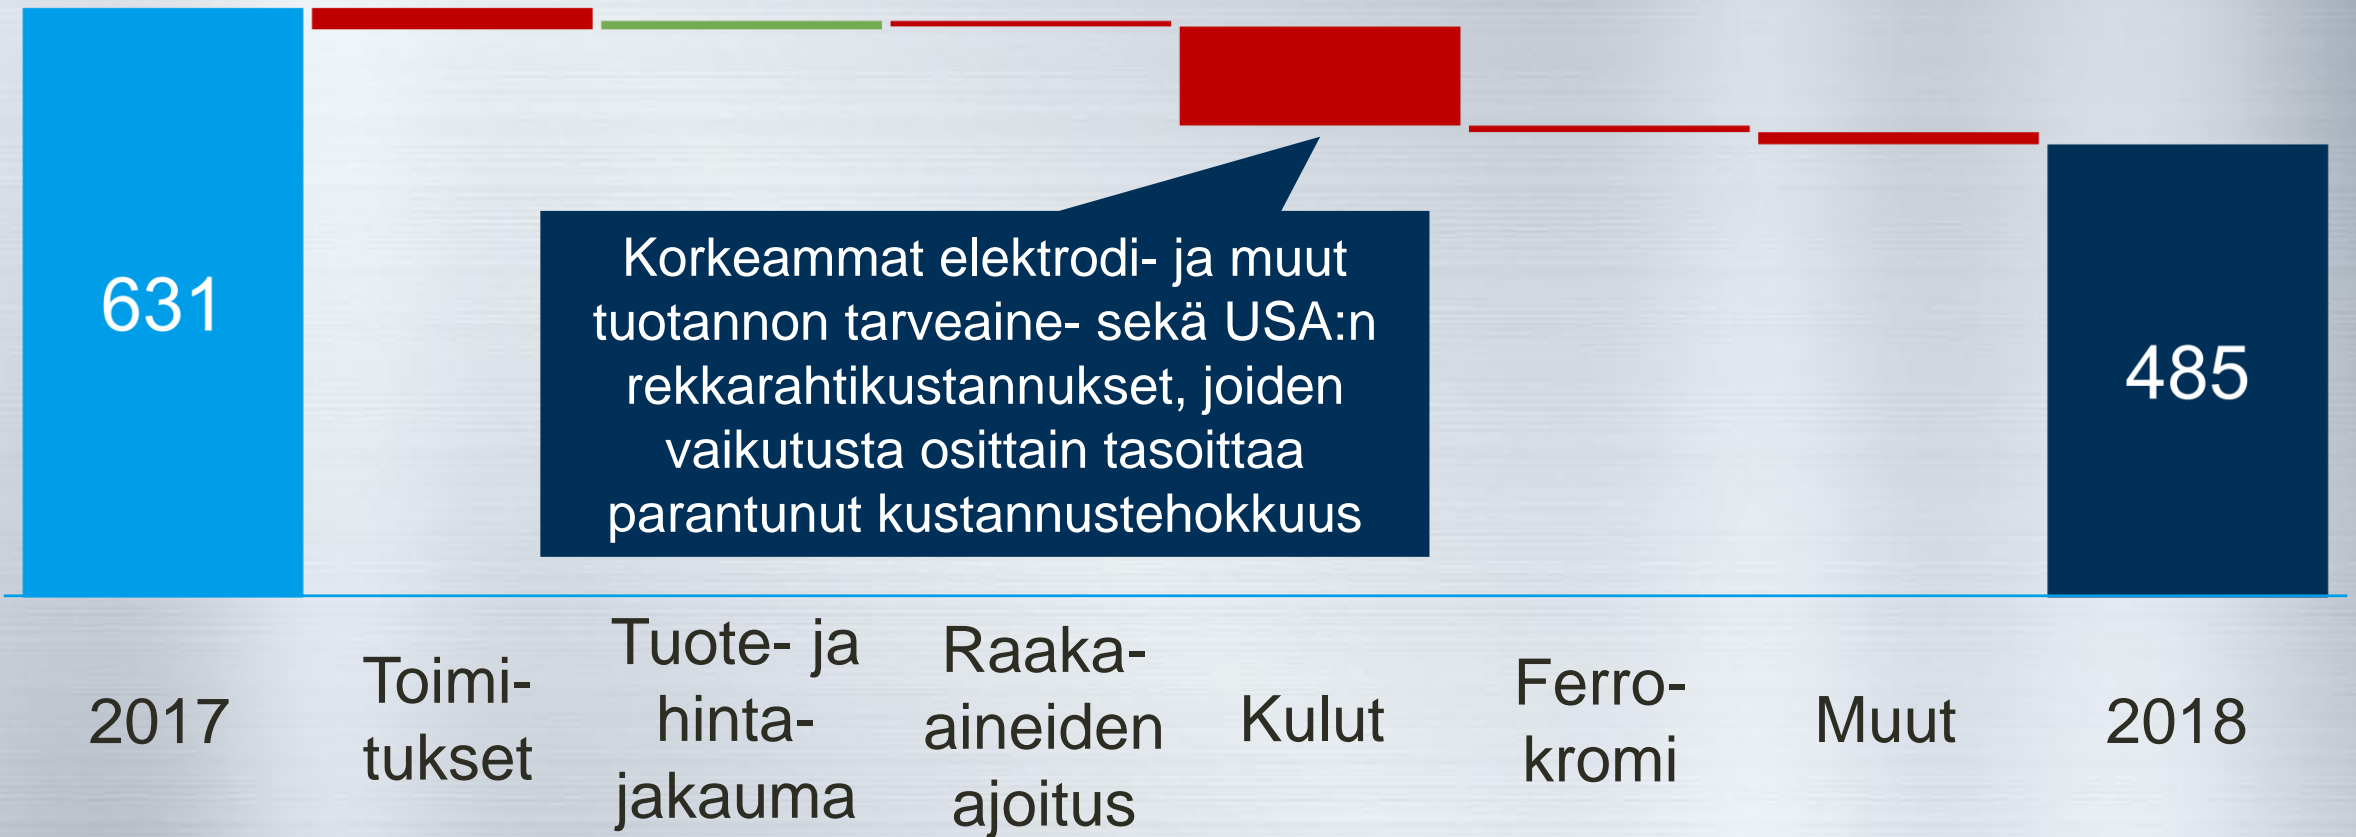 631
Korkeammat elektrodi- ja muut
tuotannon tarveaine- sekä USA:n
rekkarahtikustannukset, joiden
vaikutusta osittain tasoittaa
parantunut kustannustehokkuus
485
2017
Toimi-
tukset
Tuote- ja
hinta-
jakauma
Raaka-
aineiden
ajoitus
Kulut
Ferro-
kromi
Muut
2018